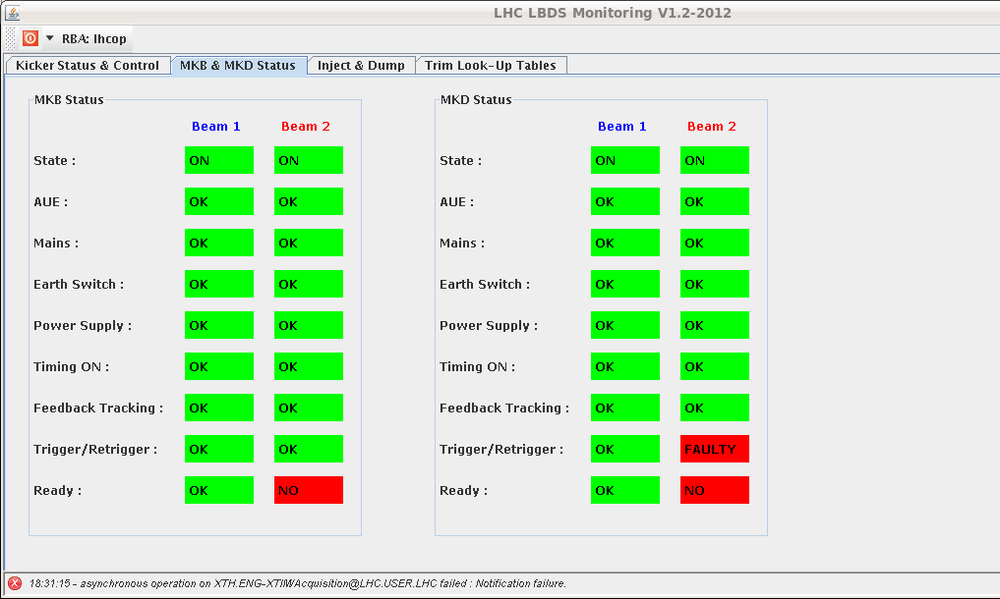 LHC LBDS Monitoring V1.2-2012
RBA: lhcop
Kicker Status & Control MKB & MKD Status Inject & Dump Trim Look-Up Tables
MKB Status
Beam 1 Beam 2
State : ON ON
AUE : OK OK
Mains : OK OK
Earth Switch : OK OK
Power Supply : OK OK
Timing ON : OK OK
Feedback Tracking : OK OK
Trigger/Retrigger : OK OK
Ready : OK NO
MKD Status
Beam 1 Beam 2
State : ON ON
AUE : OK OK
Mains : OK OK
Earth Switch : OK OK
Power Supply : OK OK
Timing ON : OK OK
Feedback Tracking : OK OK
Trigger/Retrigger : OK FAULTY
Ready : OK NO
18:31:15 - asynchronous operation on XTH.ENG-XTIM/Acquisition@LHC.USER.LHC failed : Notification failure.